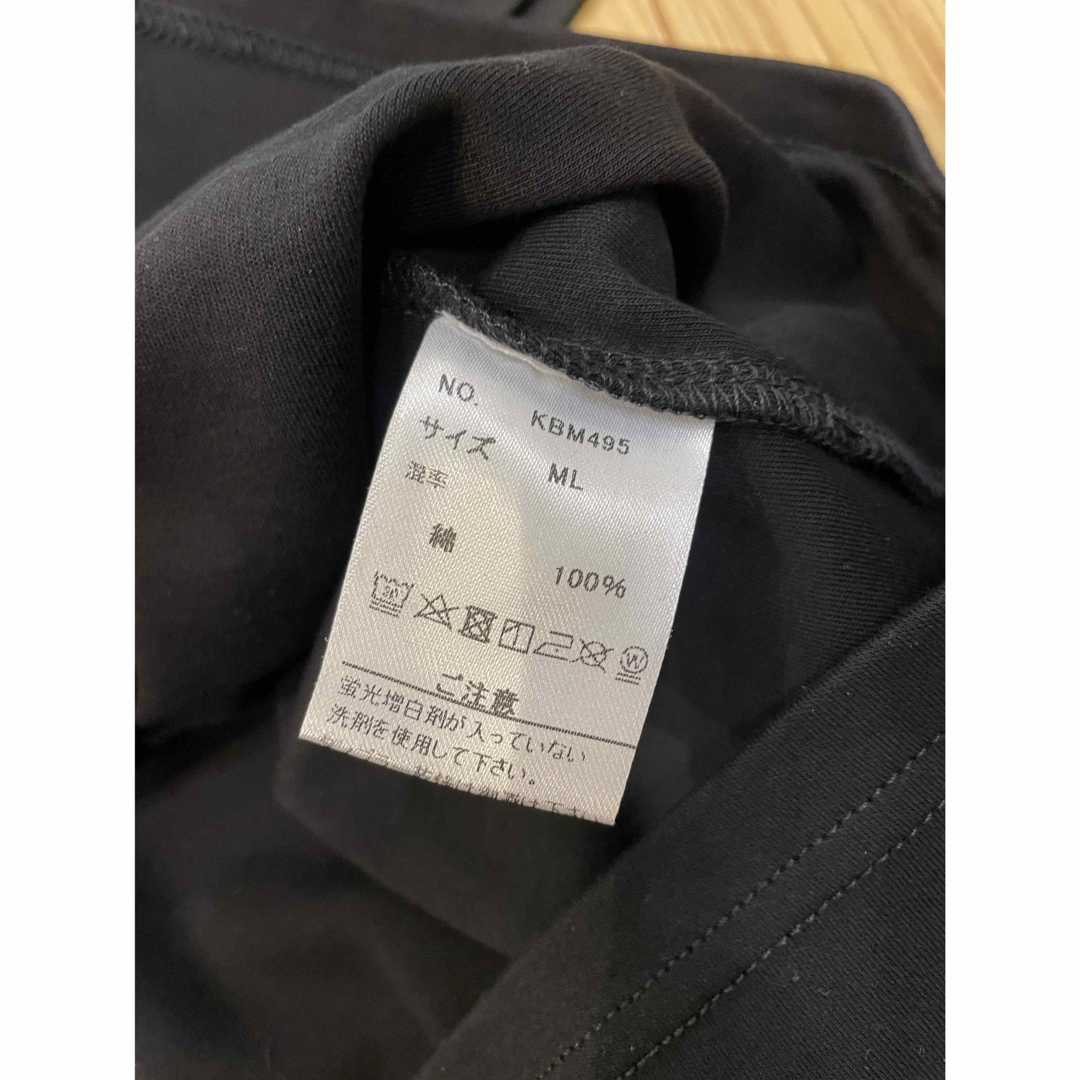 NO. KBM495
サイズ ML
混率
綿 100%
W
ご注意
蛍光増白剤が入っていない
洗剤を使用して下さい。